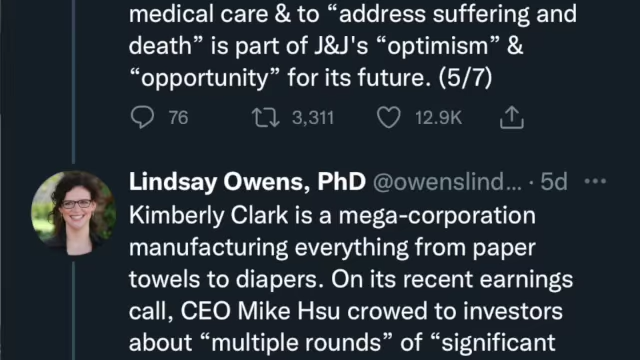 medical care & to “address suffering and
death” is part of J&J's “optimism” &
“opportunity” for its future. (5/7)
76 3,311 12.9K
Lindsay Owens, PhD @owenslind... · 5d ...
Kimberly Clark is a mega-corporation
manufacturing everything from paper
towels to diapers. On its recent earnings
call, CEO Mike Hsu crowed to investors
about “multiple rounds” of “significant